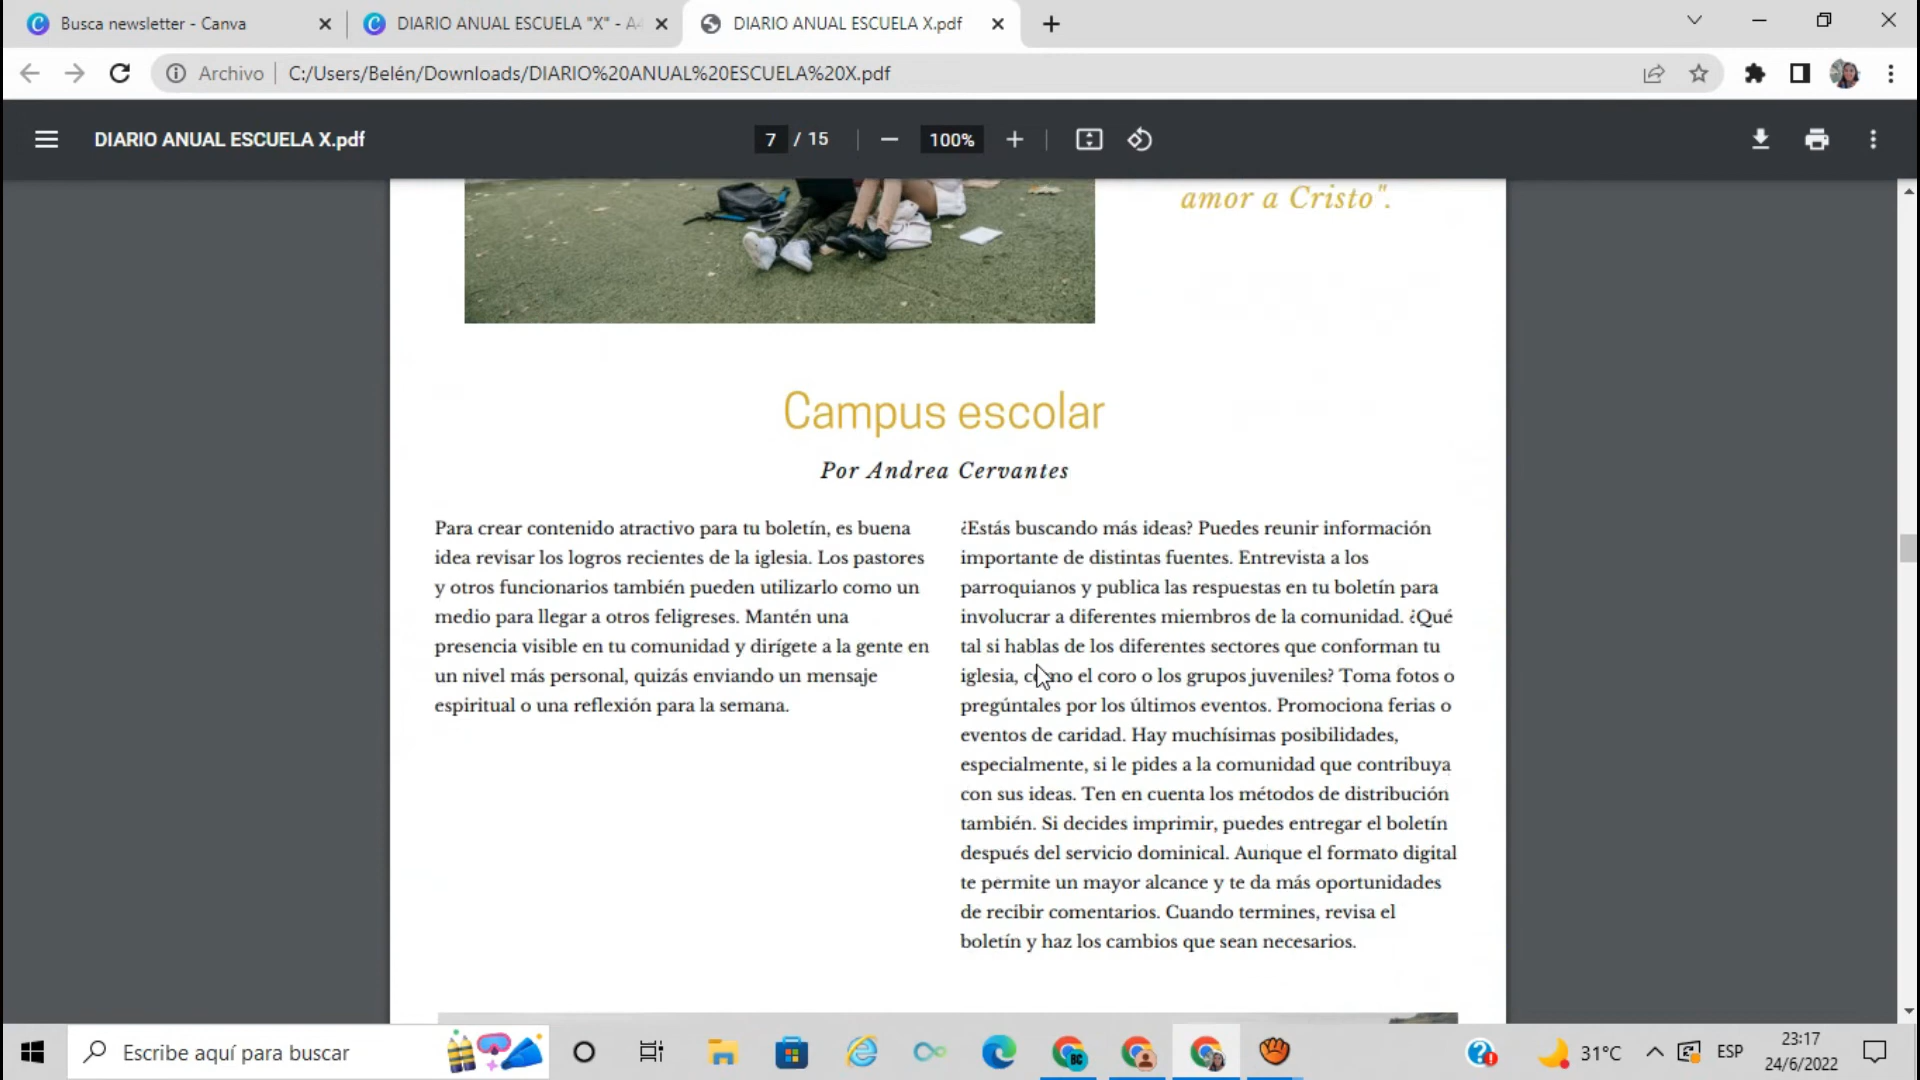 Busca newsletter - Canva
DIARIO ANUAL ESCUELA "X" - A4
DIARIO ANUAL ESCUELA X.pdf
Archivo
C:/Users/Belén/Downloads/DIARIO%20ANUAL%20ESCUELA%20X.pdf
DIARIO ANUAL ESCUELA X.pdf
7 / 15
100%
amor a Cristo".
Campus escolar
Por Andrea Cervantes
Para crear contenido atractivo para tu boletín, es buena
idea revisar los logros recientes de la iglesia. Los pastores
y otros funcionarios también pueden utilizarlo como un
medio para llegar a otros feligreses. Mantén una
presencia visible en tu comunidad y dirígete a la gente en
un nivel más personal, quizás enviando un mensaje
espiritual o una reflexión para la semana.
¿Estás buscando más ideas? Puedes reunir información
importante de distintas fuentes. Entrevista a los
parroquianos y publica las respuestas en tu boletín para
involucrar a diferentes miembros de la comunidad. ¿Qué
tal si hablas de los diferentes sectores que conforman tu
iglesia, como el coro o los grupos juveniles? Toma fotos o
pregúntales por los últimos eventos. Promociona ferias o
eventos de caridad. Hay muchísimas posibilidades,
especialmente, si le pides a la comunidad que contribuya
con sus ideas. Ten en cuenta los métodos de distribución
también. Si decides imprimir, puedes entregar el boletín
después del servicio dominical. Aunque el formato digital
te permite un mayor alcance y te da más oportunidades
de recibir comentarios. Cuando termines, revisa el
boletín y haz los cambios que sean necesarios.
Escribe aquí para buscar
BC
31°C
ESP
23:17
24/6/2022